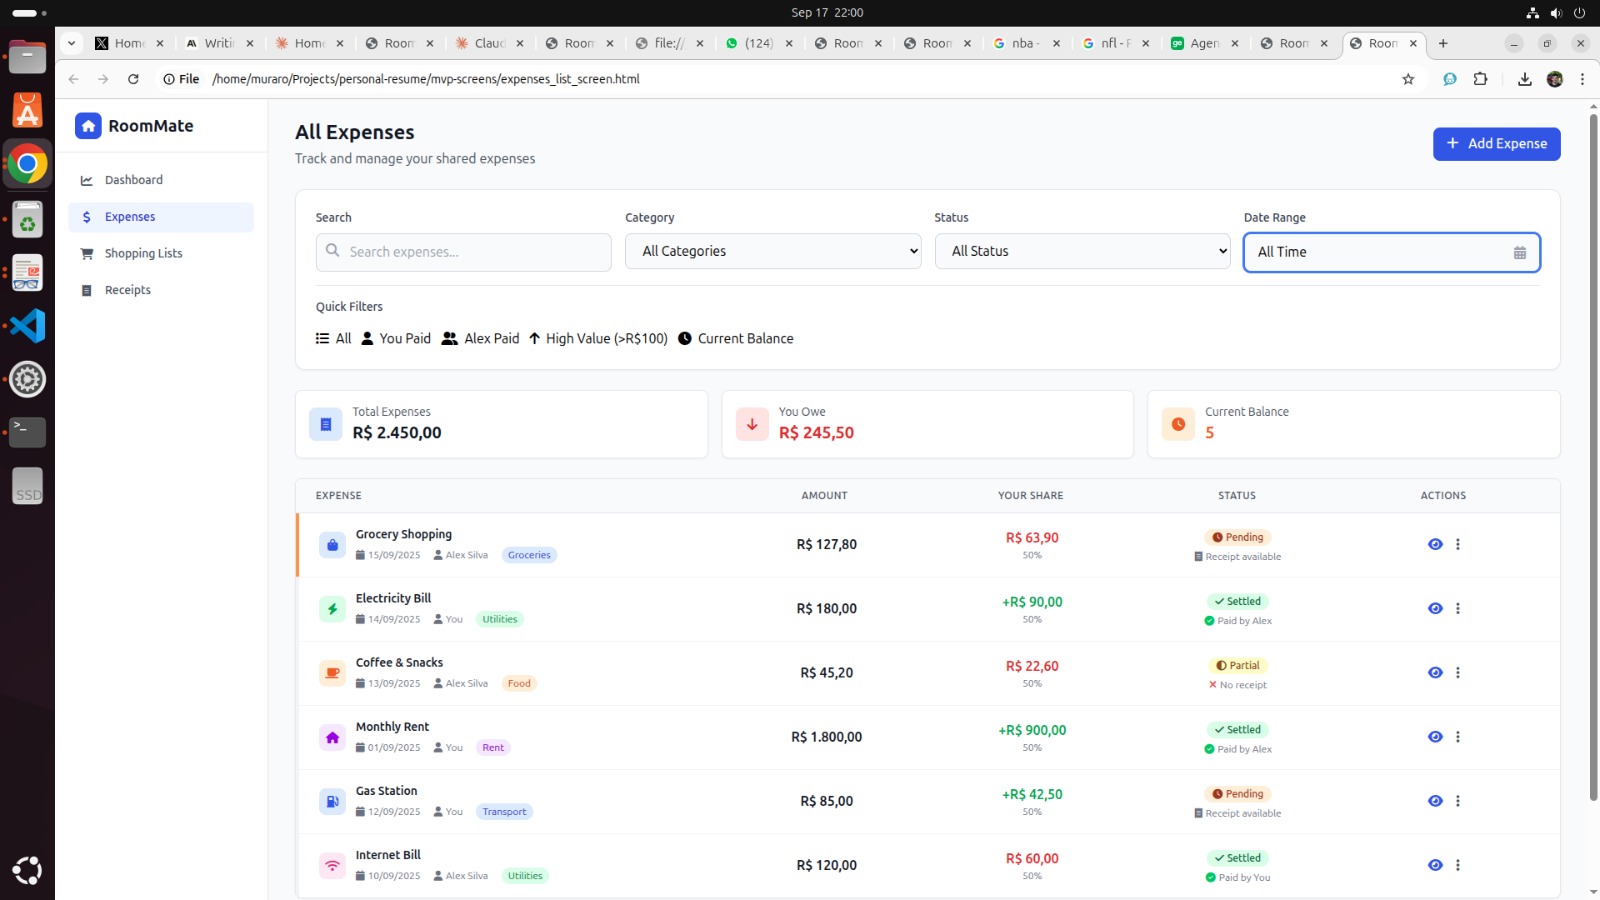 Sep 17 22:00
Home
Writi
Home
Room
Claud
Room
file://
(124)
Room
Room
nba -
nfl - F
Agen
Room
Room
File
/home/muraro/Projects/personal-resume/mvp-screens/expenses_list_screen.html
RoomMate
Dashboard
Expenses
Shopping Lists
Receipts
All Expenses
Track and manage your shared expenses
Add Expense
Search
Category
Status
Date Range
Search expenses...
All Categories
All Status
All Time
Quick Filters
All You Paid Alex Paid High Value (>R$100) Current Balance
Total Expenses
R$ 2.450,00
You Owe
R$ 245,50
Current Balance
5
EXPENSE AMOUNT YOUR SHARE STATUS ACTIONS
Grocery Shopping
15/09/2025 Alex Silva Groceries
R$ 127,80
R$ 63,90
50%
Pending
Receipt available
Electricity Bill
14/09/2025 You Utilities
R$ 180,00
+R$ 90,00
50%
Settled
Paid by Alex
Coffee & Snacks
13/09/2025 Alex Silva Food
R$ 45,20
R$ 22,60
50%
Partial
No receipt
Monthly Rent
01/09/2025 You Rent
R$ 1.800,00
+R$ 900,00
50%
Settled
Paid by Alex
Gas Station
12/09/2025 You Transport
R$ 85,00
+R$ 42,50
50%
Pending
Receipt available
Internet Bill
10/09/2025 Alex Silva Utilities
R$ 120,00
R$ 60,00
50%
Settled
Paid by You
SSD